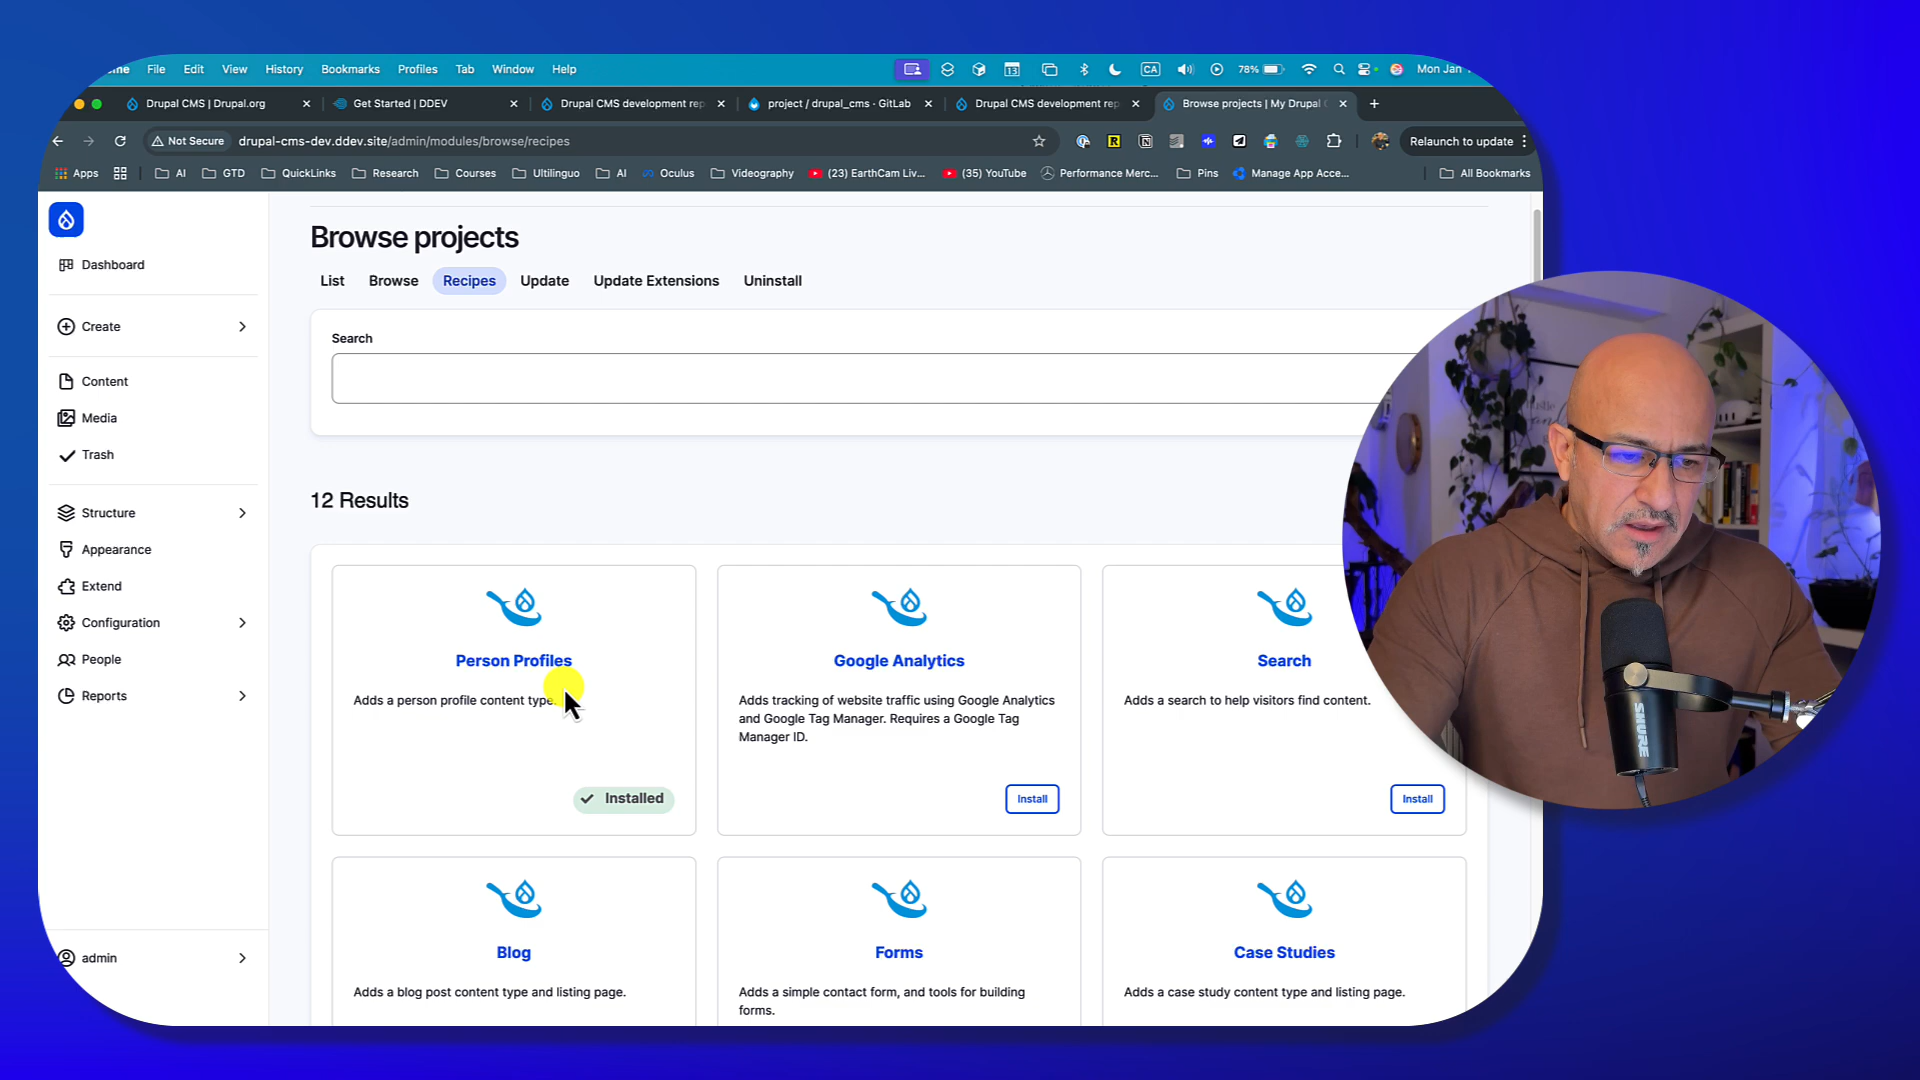 File Edit View History Bookmarks Profiles Tab Window Help
13 CA 78% Mon Jan
Drupal CMS | Drupal.org
Get Started | DDEV
Drupal CMS development rep
project / drupal_cms · GitLab
Drupal CMS development rep
Browse projects | My Drupal
Not Secure drupal-cms-dev.ddev.site/admin/modules/browse/recipes
Relaunch to update
Apps AI GTD QuickLinks Research Courses Ultilinguo AI Oculus Videography (23) EarthCam Liv... (35) YouTube Performance Merc... Pins Manage App Acce... All Bookmarks
Dashboard
Create
Content
Media
Trash
Structure
Appearance
Extend
Configuration
People
Reports
admin
Browse projects
List Browse Recipes Update Update Extensions Uninstall
Search
12 Results
Person Profiles
Adds a person profile content type.
Installed
Google Analytics
Adds tracking of website traffic using Google Analytics
and Google Tag Manager. Requires a Google Tag
Manager ID.
Install
Search
Adds a search to help visitors find content.
Install
Blog
Adds a blog post content type and listing page.
Forms
Adds a simple contact form, and tools for building
forms.
Case Studies
Adds a case study content type and listing page.
SHURE